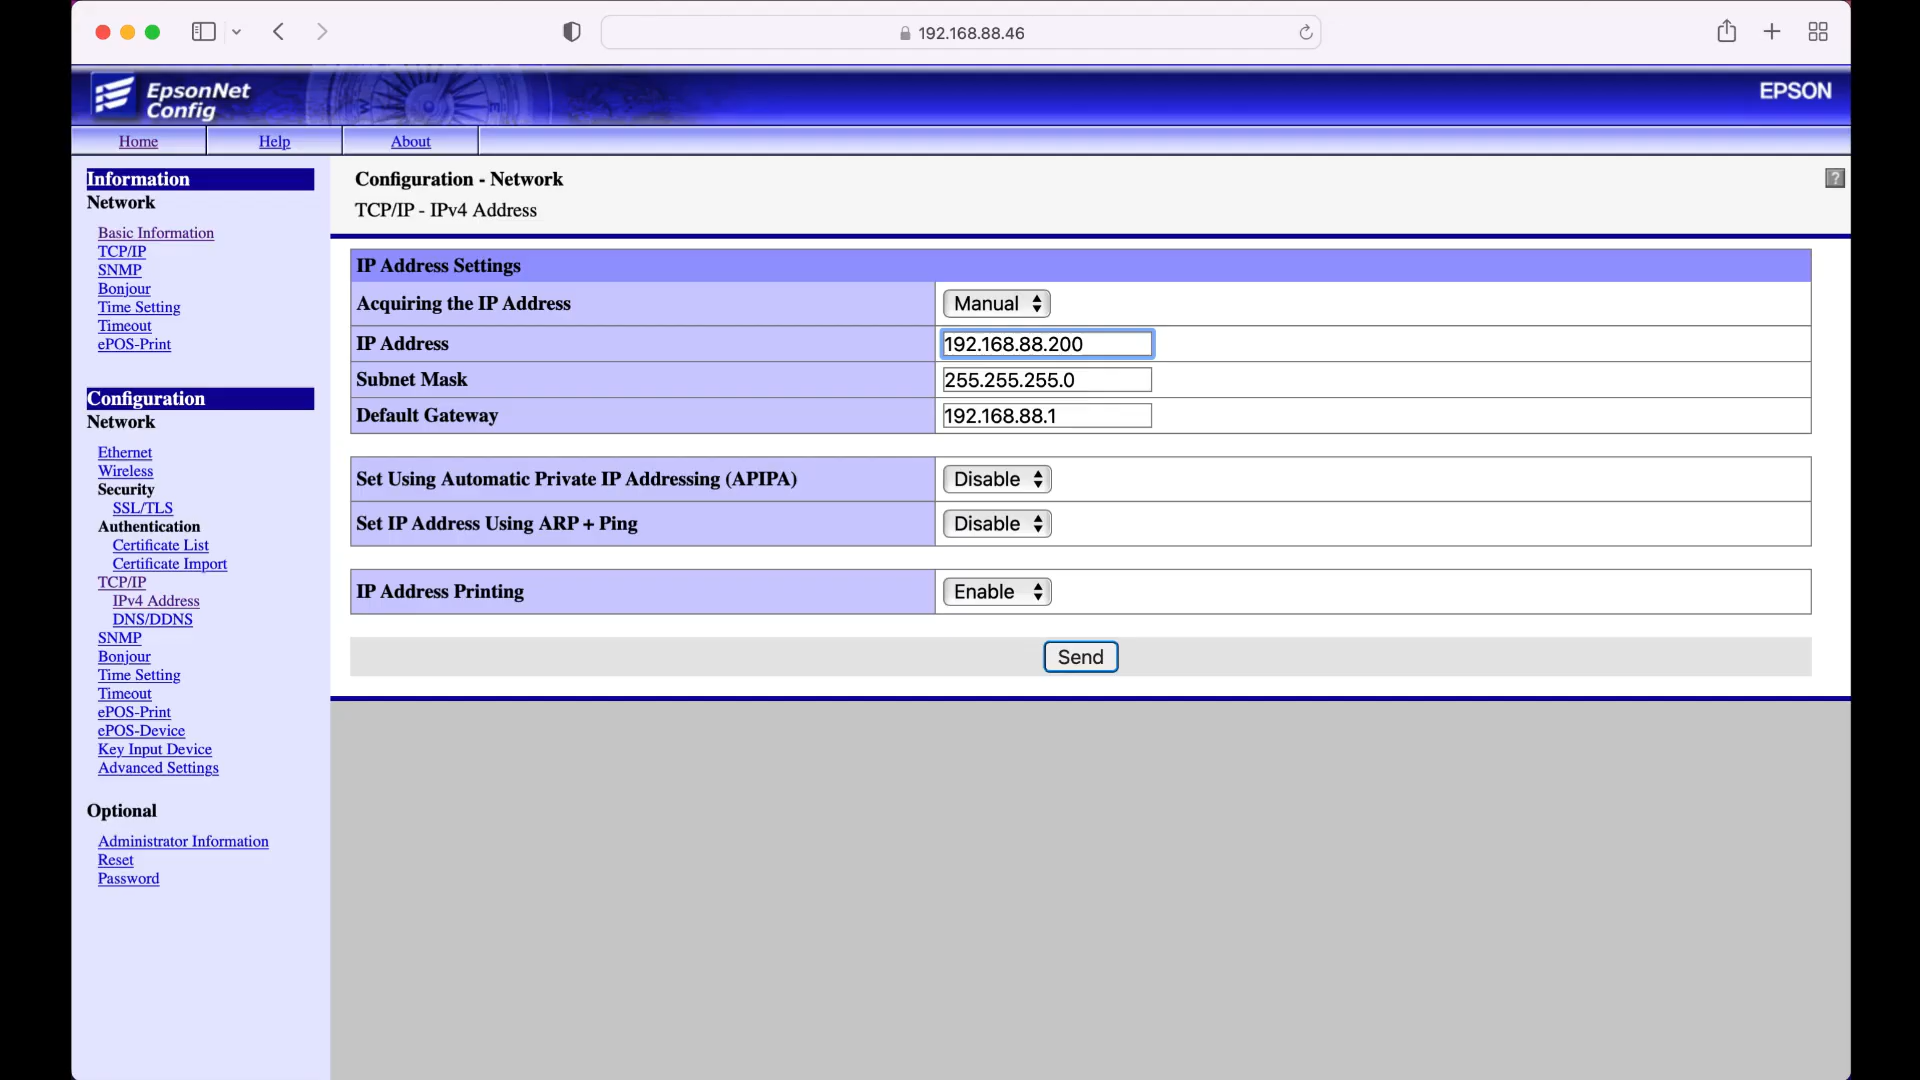 192.168.88.46
EpsonNet
Config
EPSON
Home
Help
About
Information
Network
Basic Information
TCP/IP
SNMP
Bonjour
Time Setting
Timeout
ePOS-Print
Configuration
Network
Ethernet
Wireless
Security
SSL/TLS
Authentication
Certificate List
Certificate Import
TCP/IP
IPv4 Address
DNS/DDNS
SNMP
Bonjour
Time Setting
Timeout
ePOS-Print
ePOS-Device
Key Input Device
Advanced Settings
Optional
Administrator Information
Reset
Password
Configuration - Network
?
TCP/IP - IPv4 Address
IP Address Settings
Acquiring the IP Address Manual
IP Address 192.168.88.200
Subnet Mask 255.255.255.0
Default Gateway 192.168.88.1
Set Using Automatic Private IP Addressing (APIPA) Disable
Set IP Address Using ARP + Ping Disable
IP Address Printing Enable
Send